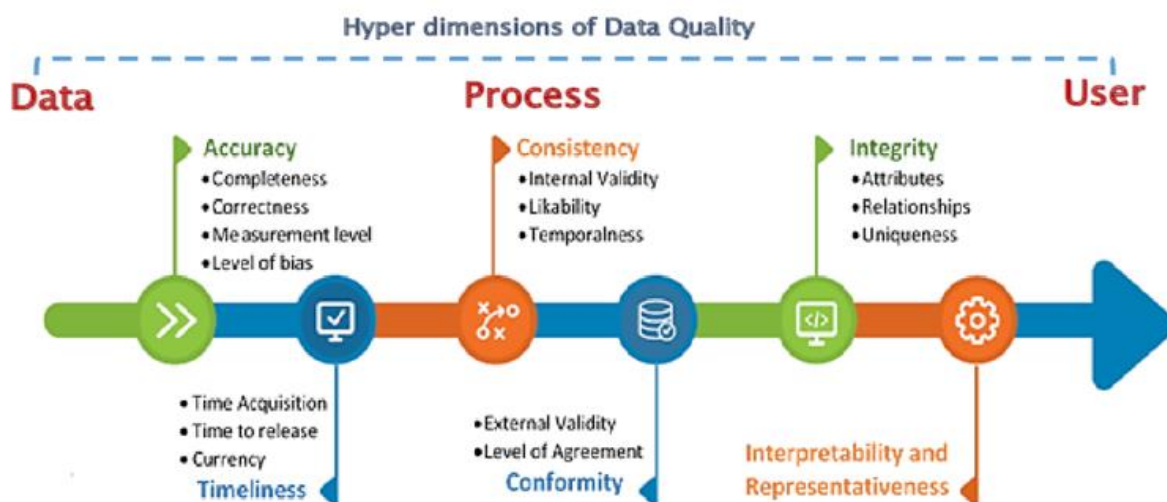 Hyper dimensions of Data Quality
Data
Process
User
Accuracy
•Completeness
•Correctness
•Measurement level
•Level of bias
Consistency
•Internal Validity
•Likability
•Temporalness
Integrity
•Attributes
•Relationships
•Uniqueness
•Time Acquisition
•Time to release
•Currency
Timeliness
•External Validity
•Level of Agreement
Conformity
Interpretability and
Representativeness